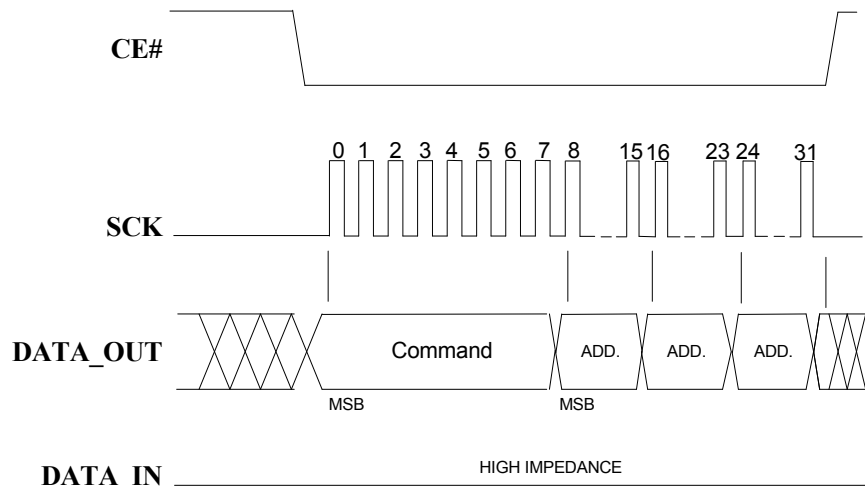 CE#
0 1 2 3 4 5 6 7 8 15 16 23 24 31
SCK
DATA_OUT Command ADD. ADD. ADD.
MSB MSB
HIGH IMPEDANCE
DATA_IN